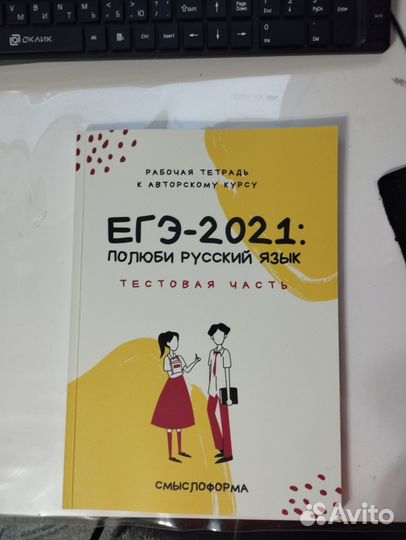 ОКЛИК
РАБОЧАЯ ТЕТРАДЬ
К АВТОРСКОМУ КУРСУ
ЕГЭ-2021:
ПОЛЮБИ РУССКИЙ ЯЗЫК
ТЕСТОВАЯ ЧАСТЬ
СМЫСЛОФОРМА
Avito